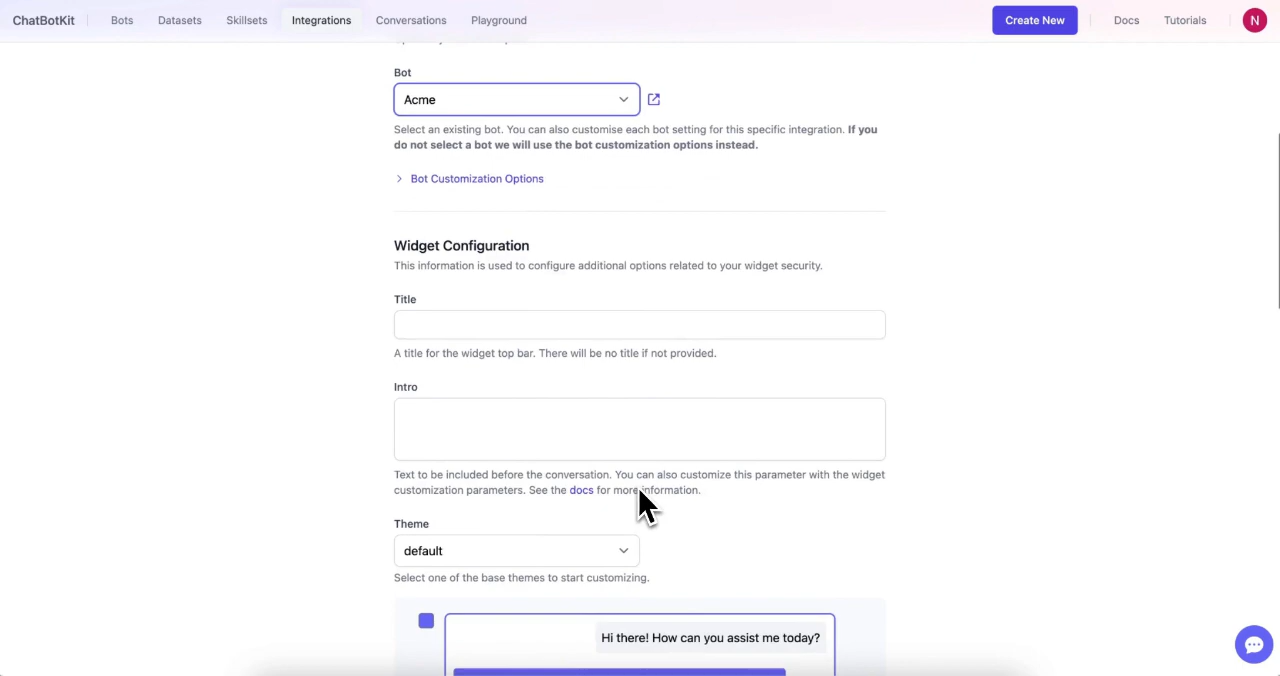 ChatBotKit
Bots
Datasets
Skillsets
Integrations
Conversations
Playground
Create New
Docs
Tutorials
N
Bot
Acme
Select an existing bot. You can also customise each bot setting for this specific integration. If you
do not select a bot we will use the bot customization options instead.
Bot Customization Options
Widget Configuration
This information is used to configure additional options related to your widget security.
Title
A title for the widget top bar. There will be no title if not provided.
Intro
Text to be included before the conversation. You can also customize this parameter with the widget
customization parameters. See the docs for more information.
Theme
default
Select one of the base themes to start customizing.
Hi there! How can you assist me today?